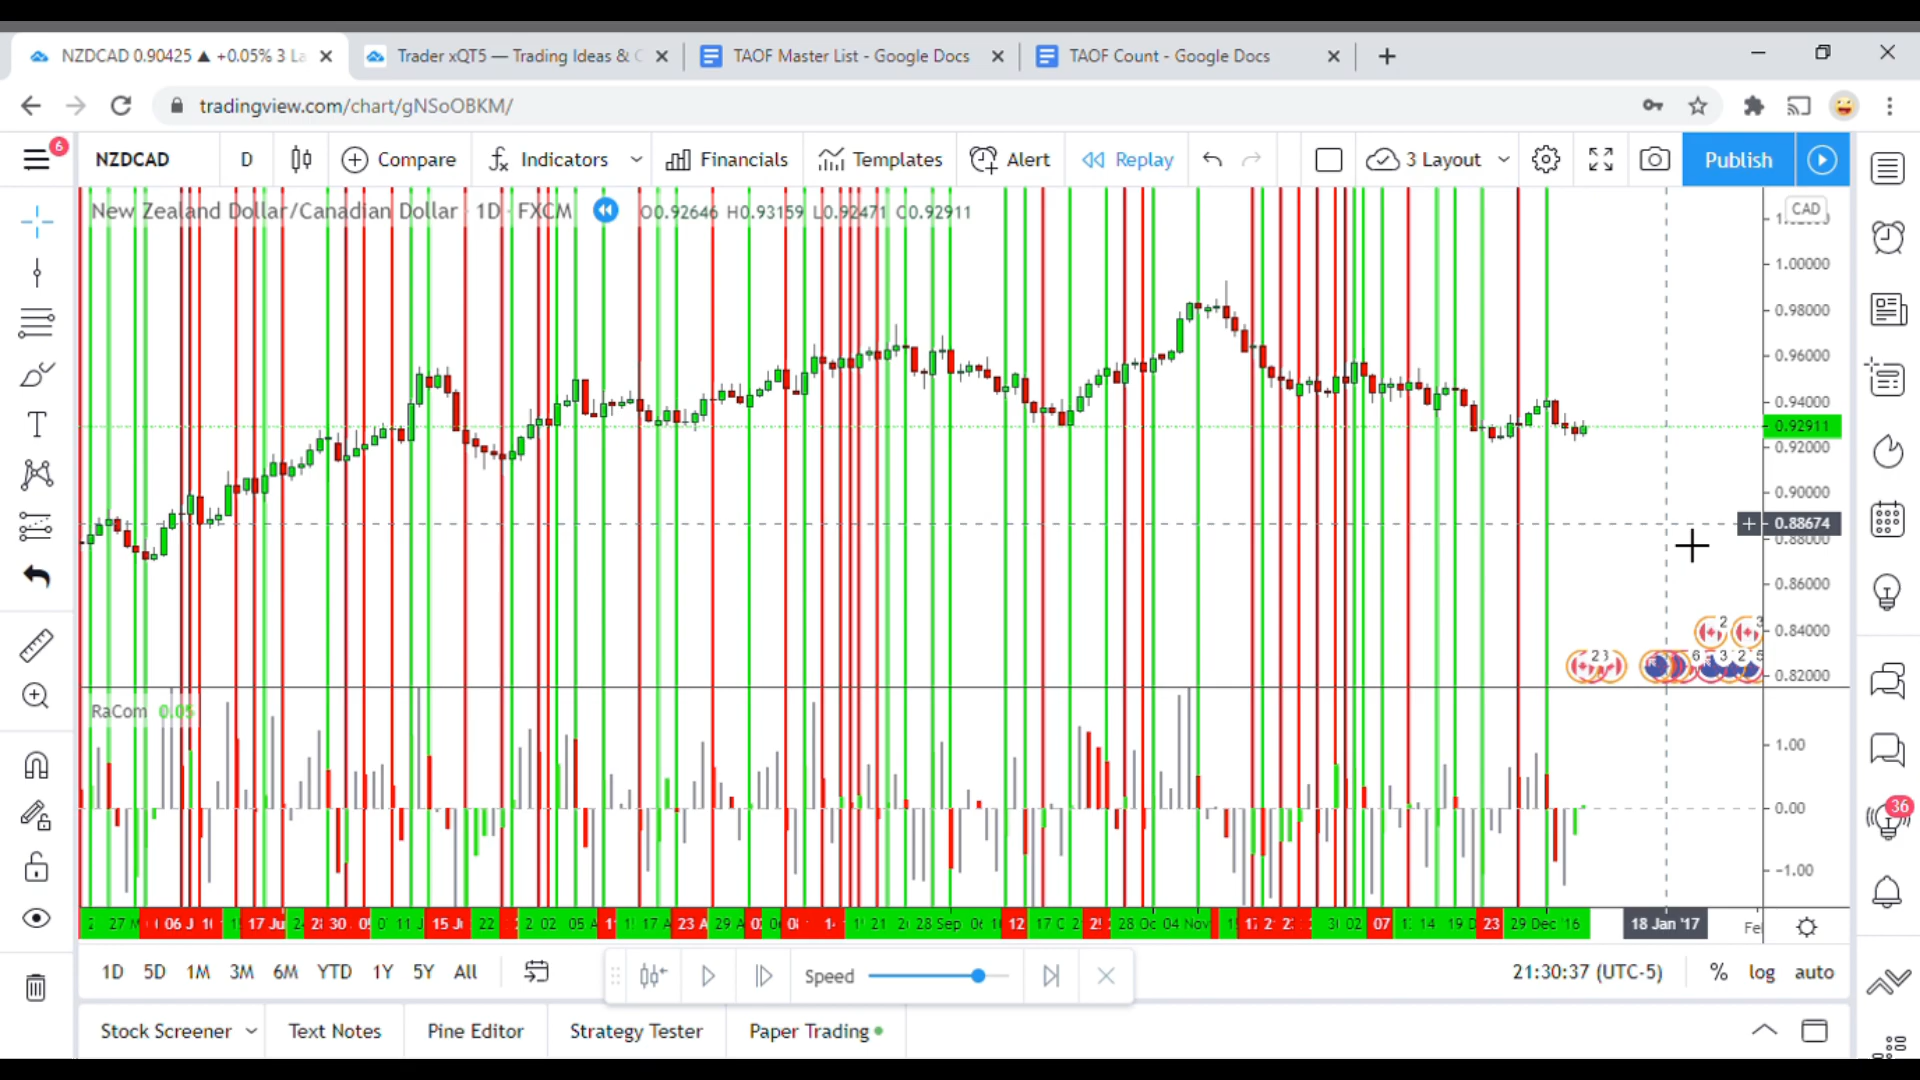 NZDCAD 0.90425 ▲ +0.05% 3 La
Trader xQT5 — Trading Ideas & C
TAOF Master List - Google Docs
TAOF Count - Google Docs
tradingview.com/chart/gNSoOBKM/
6
NZDCAD D Compare Indicators Financials Templates Alert Replay 3 Layout Publish
New Zealand Dollar/Canadian Dollar 1D FXCM O0.92646 H0.93159 L0.92471 C0.92911
CAD
1.00000
0.98000
0.96000
0.94000
0.92911
0.92000
0.90000
0.88674
0.88000
0.86000
0.84000
0.82000
RaCom 0.05
1.00
0.00
36
-1.00
28 Sep
04 Nov
29 Dec '16
18 Jan '17
1D 5D 1M 3M 6M YTD 1Y 5Y All
Speed
21:30:37 (UTC-5) % log auto
Stock Screener Text Notes Pine Editor Strategy Tester Paper Trading